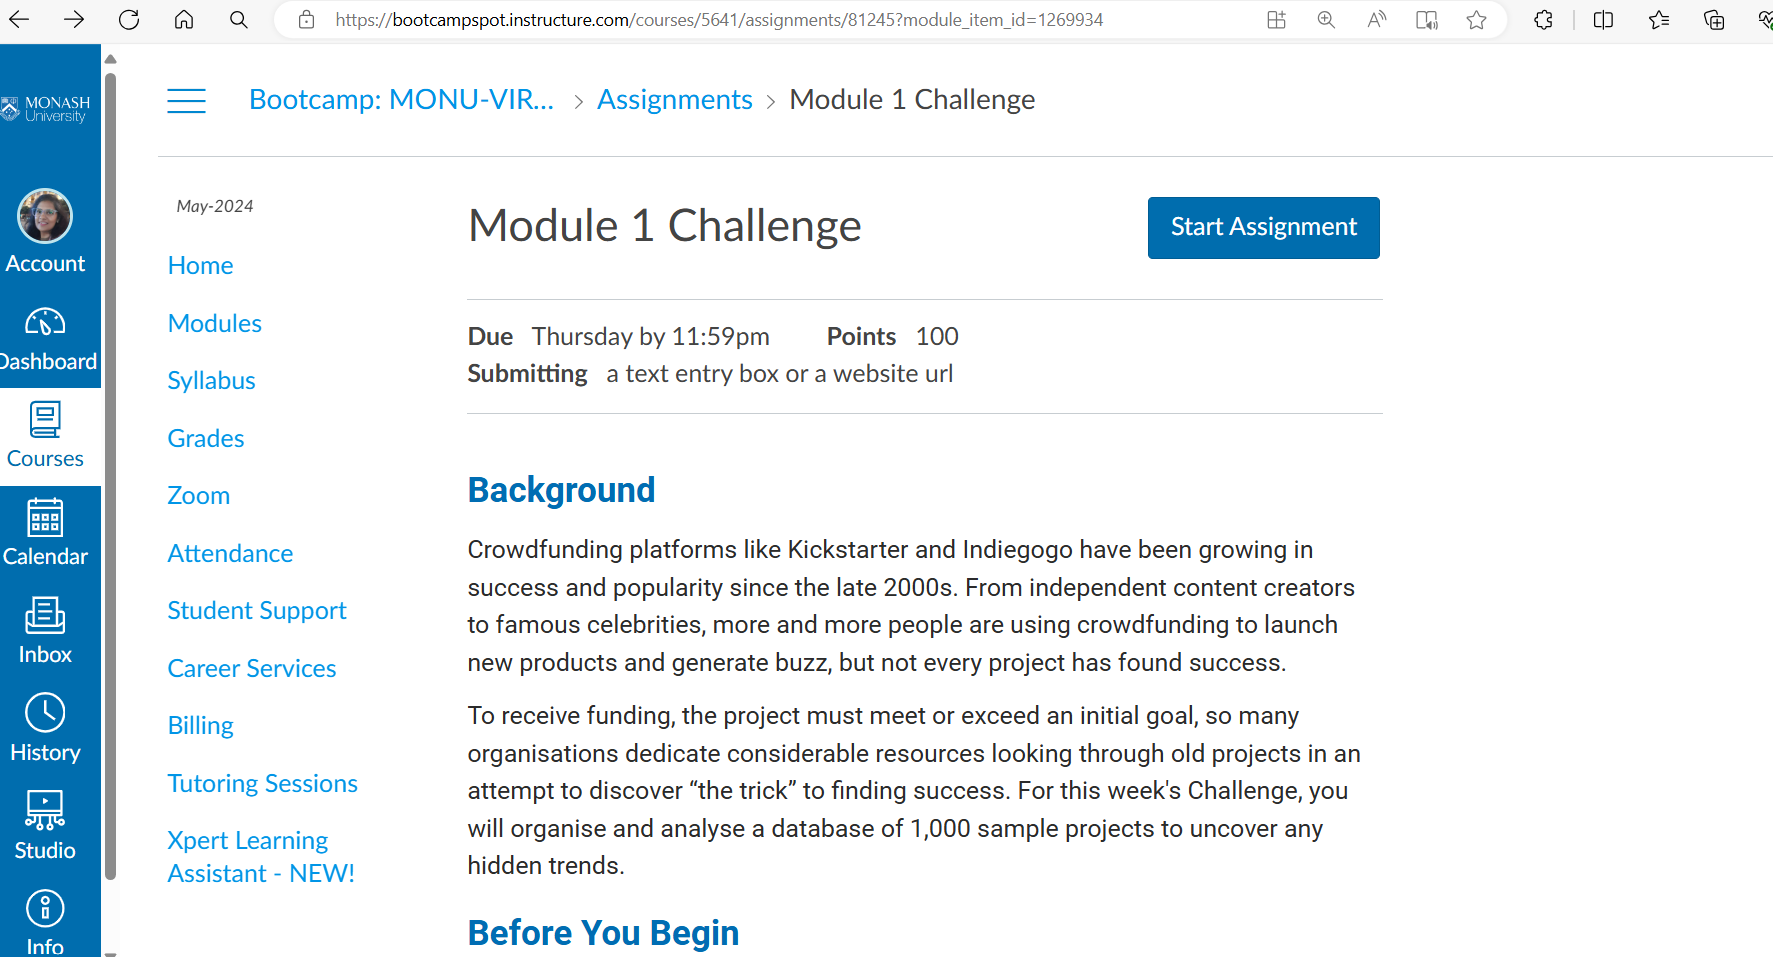 https://bootcampspot.instructure.com/courses/5641/assignments/81245?module_item_id=1269934
MONASH
University
Account
Dashboard
Courses
Calendar
Inbox
History
Studio
Info
Bootcamp: MONU-VIR... > Assignments > Module 1 Challenge
May-2024
Home
Modules
Syllabus
Grades
Zoom
Attendance
Student Support
Career Services
Billing
Tutoring Sessions
Xpert Learning
Assistant - NEW!
Module 1 Challenge
Start Assignment
Due Thursday by 11:59pm Points 100
Submitting a text entry box or a website url
Background
Crowdfunding platforms like Kickstarter and Indiegogo have been growing in
success and popularity since the late 2000s. From independent content creators
to famous celebrities, more and more people are using crowdfunding to launch
new products and generate buzz, but not every project has found success.
To receive funding, the project must meet or exceed an initial goal, so many
organisations dedicate considerable resources looking through old projects in an
attempt to discover “the trick” to finding success. For this week's Challenge, you
will organise and analyse a database of 1,000 sample projects to uncover any
hidden trends.
Before You Begin